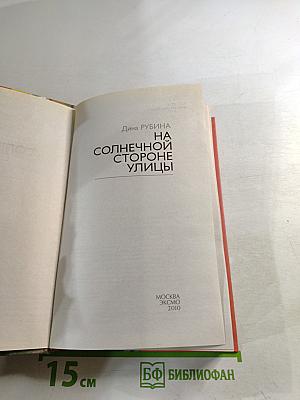 Дина РУБИНА
НА
СОЛНЕЧНОЙ
СТОРОНЕ
УЛИЦЫ
МОСКВА
ЭКСМО
2010
15 см
БФ БИБЛИОФАН